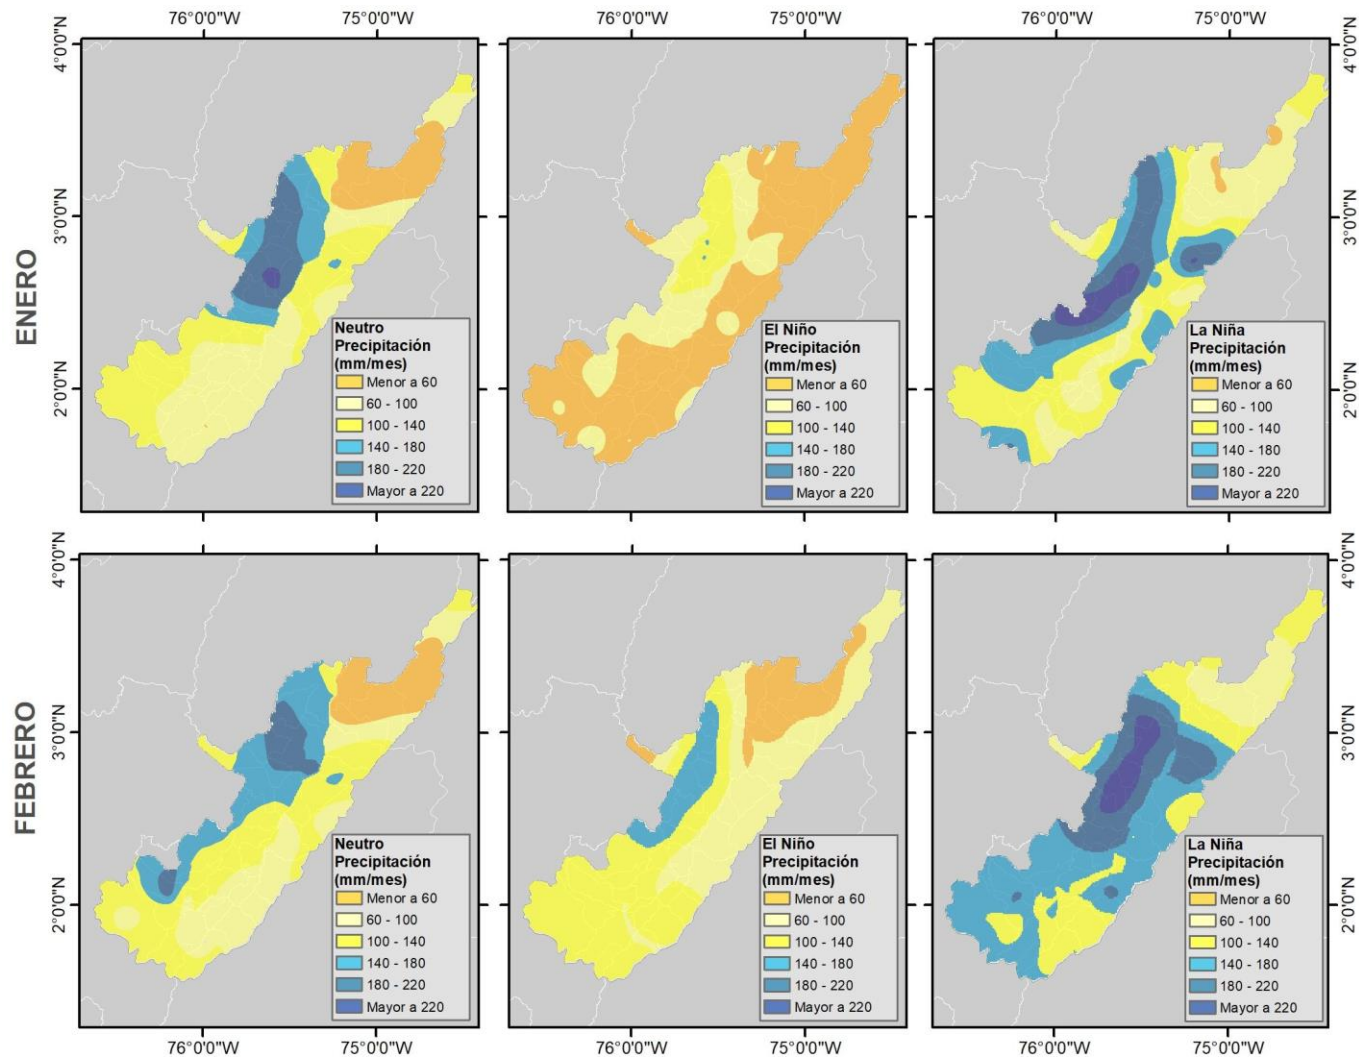 76°0'0"W 75°0'0"W 76°0'0"W 75°0'0"W 76°0'0"W 75°0'0"W
4°0'0"N
3°0'0"N
2°0'0"N
ENERO
Neutro
Precipitación
(mm/mes)
Menor a 60
60 - 100
100 - 140
140 - 180
180 - 220
Mayor a 220
El Niño
Precipitación
(mm/mes)
Menor a 60
60 - 100
100 - 140
140 - 180
180 - 220
Mayor a 220
La Niña
Precipitación
(mm/mes)
Menor a 60
60 - 100
100 - 140
140 - 180
180 - 220
Mayor a 220
4°0'0"N
3°0'0"N
2°0'0"N
4°0'0"N
3°0'0"N
2°0'0"N
FEBRERO
Neutro
Precipitación
(mm/mes)
Menor a 60
60 - 100
100 - 140
140 - 180
180 - 220
Mayor a 220
El Niño
Precipitación
(mm/mes)
Menor a 60
60 - 100
100 - 140
140 - 180
180 - 220
Mayor a 220
La Niña
Precipitación
(mm/mes)
Menor a 60
60 - 100
100 - 140
140 - 180
180 - 220
Mayor a 220
4°0'0"N
3°0'0"N
2°0'0"N
76°0'0"W 75°0'0"W 76°0'0"W 75°0'0"W 76°0'0"W 75°0'0"W